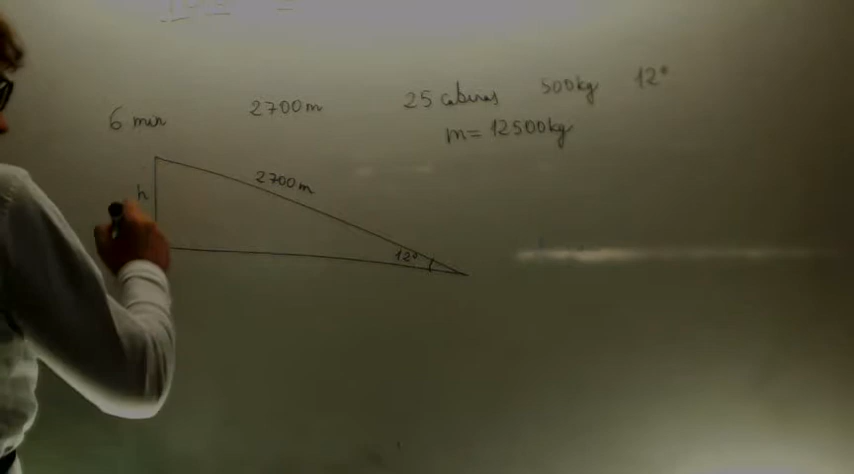 6 min 2700m 25 cabinas 500kg 12°
m= 12500kg
2700m
h
12°